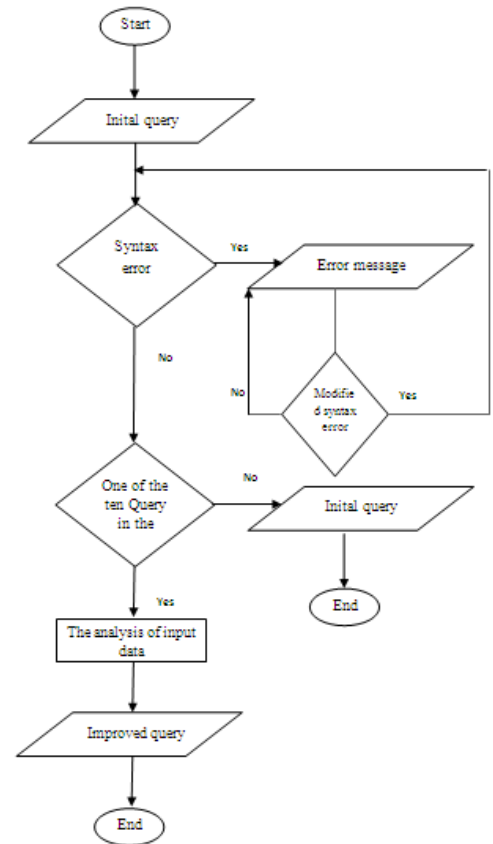 Start
Inital query
Syntax
error
Yes
Error message
No
No
Modifie
d syntax
error
Yes
One of the
ten Query
in the
No
Inital query
End
Yes
The analysis of input
data
Improved query
End